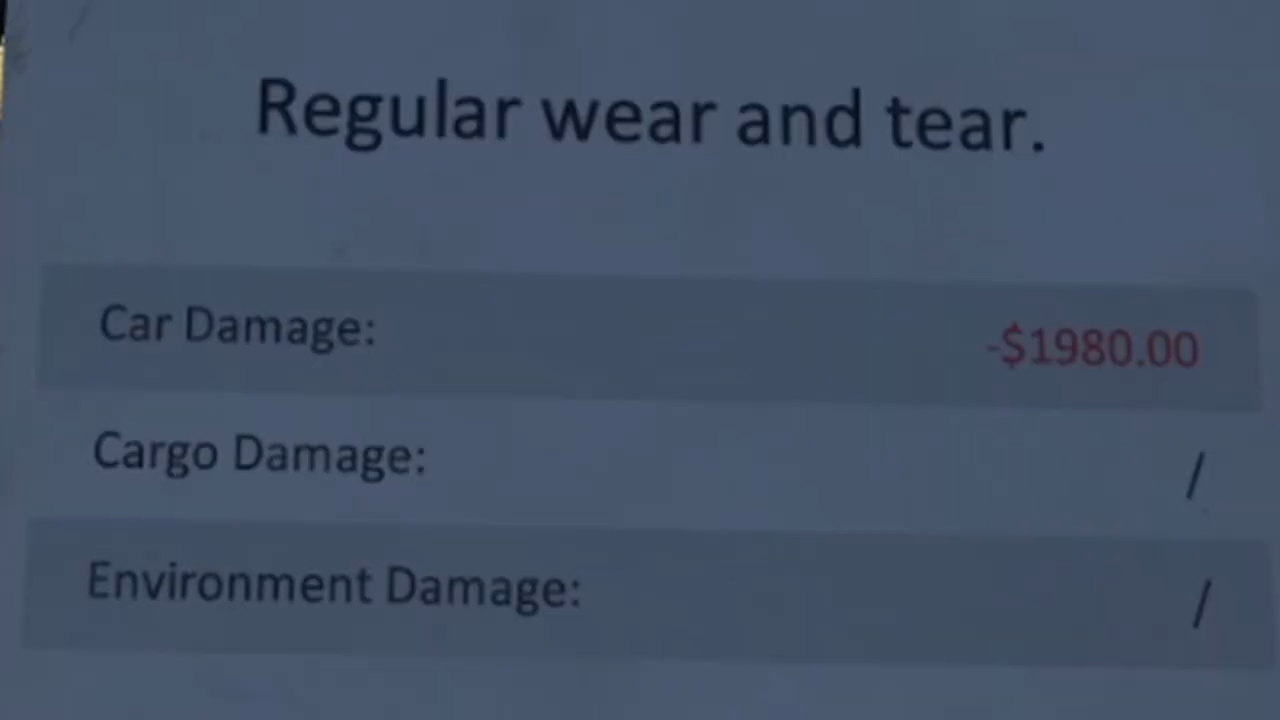 Regular wear and tear.
Car Damage: -$1980.00
Cargo Damage: /
Environment Damage: /